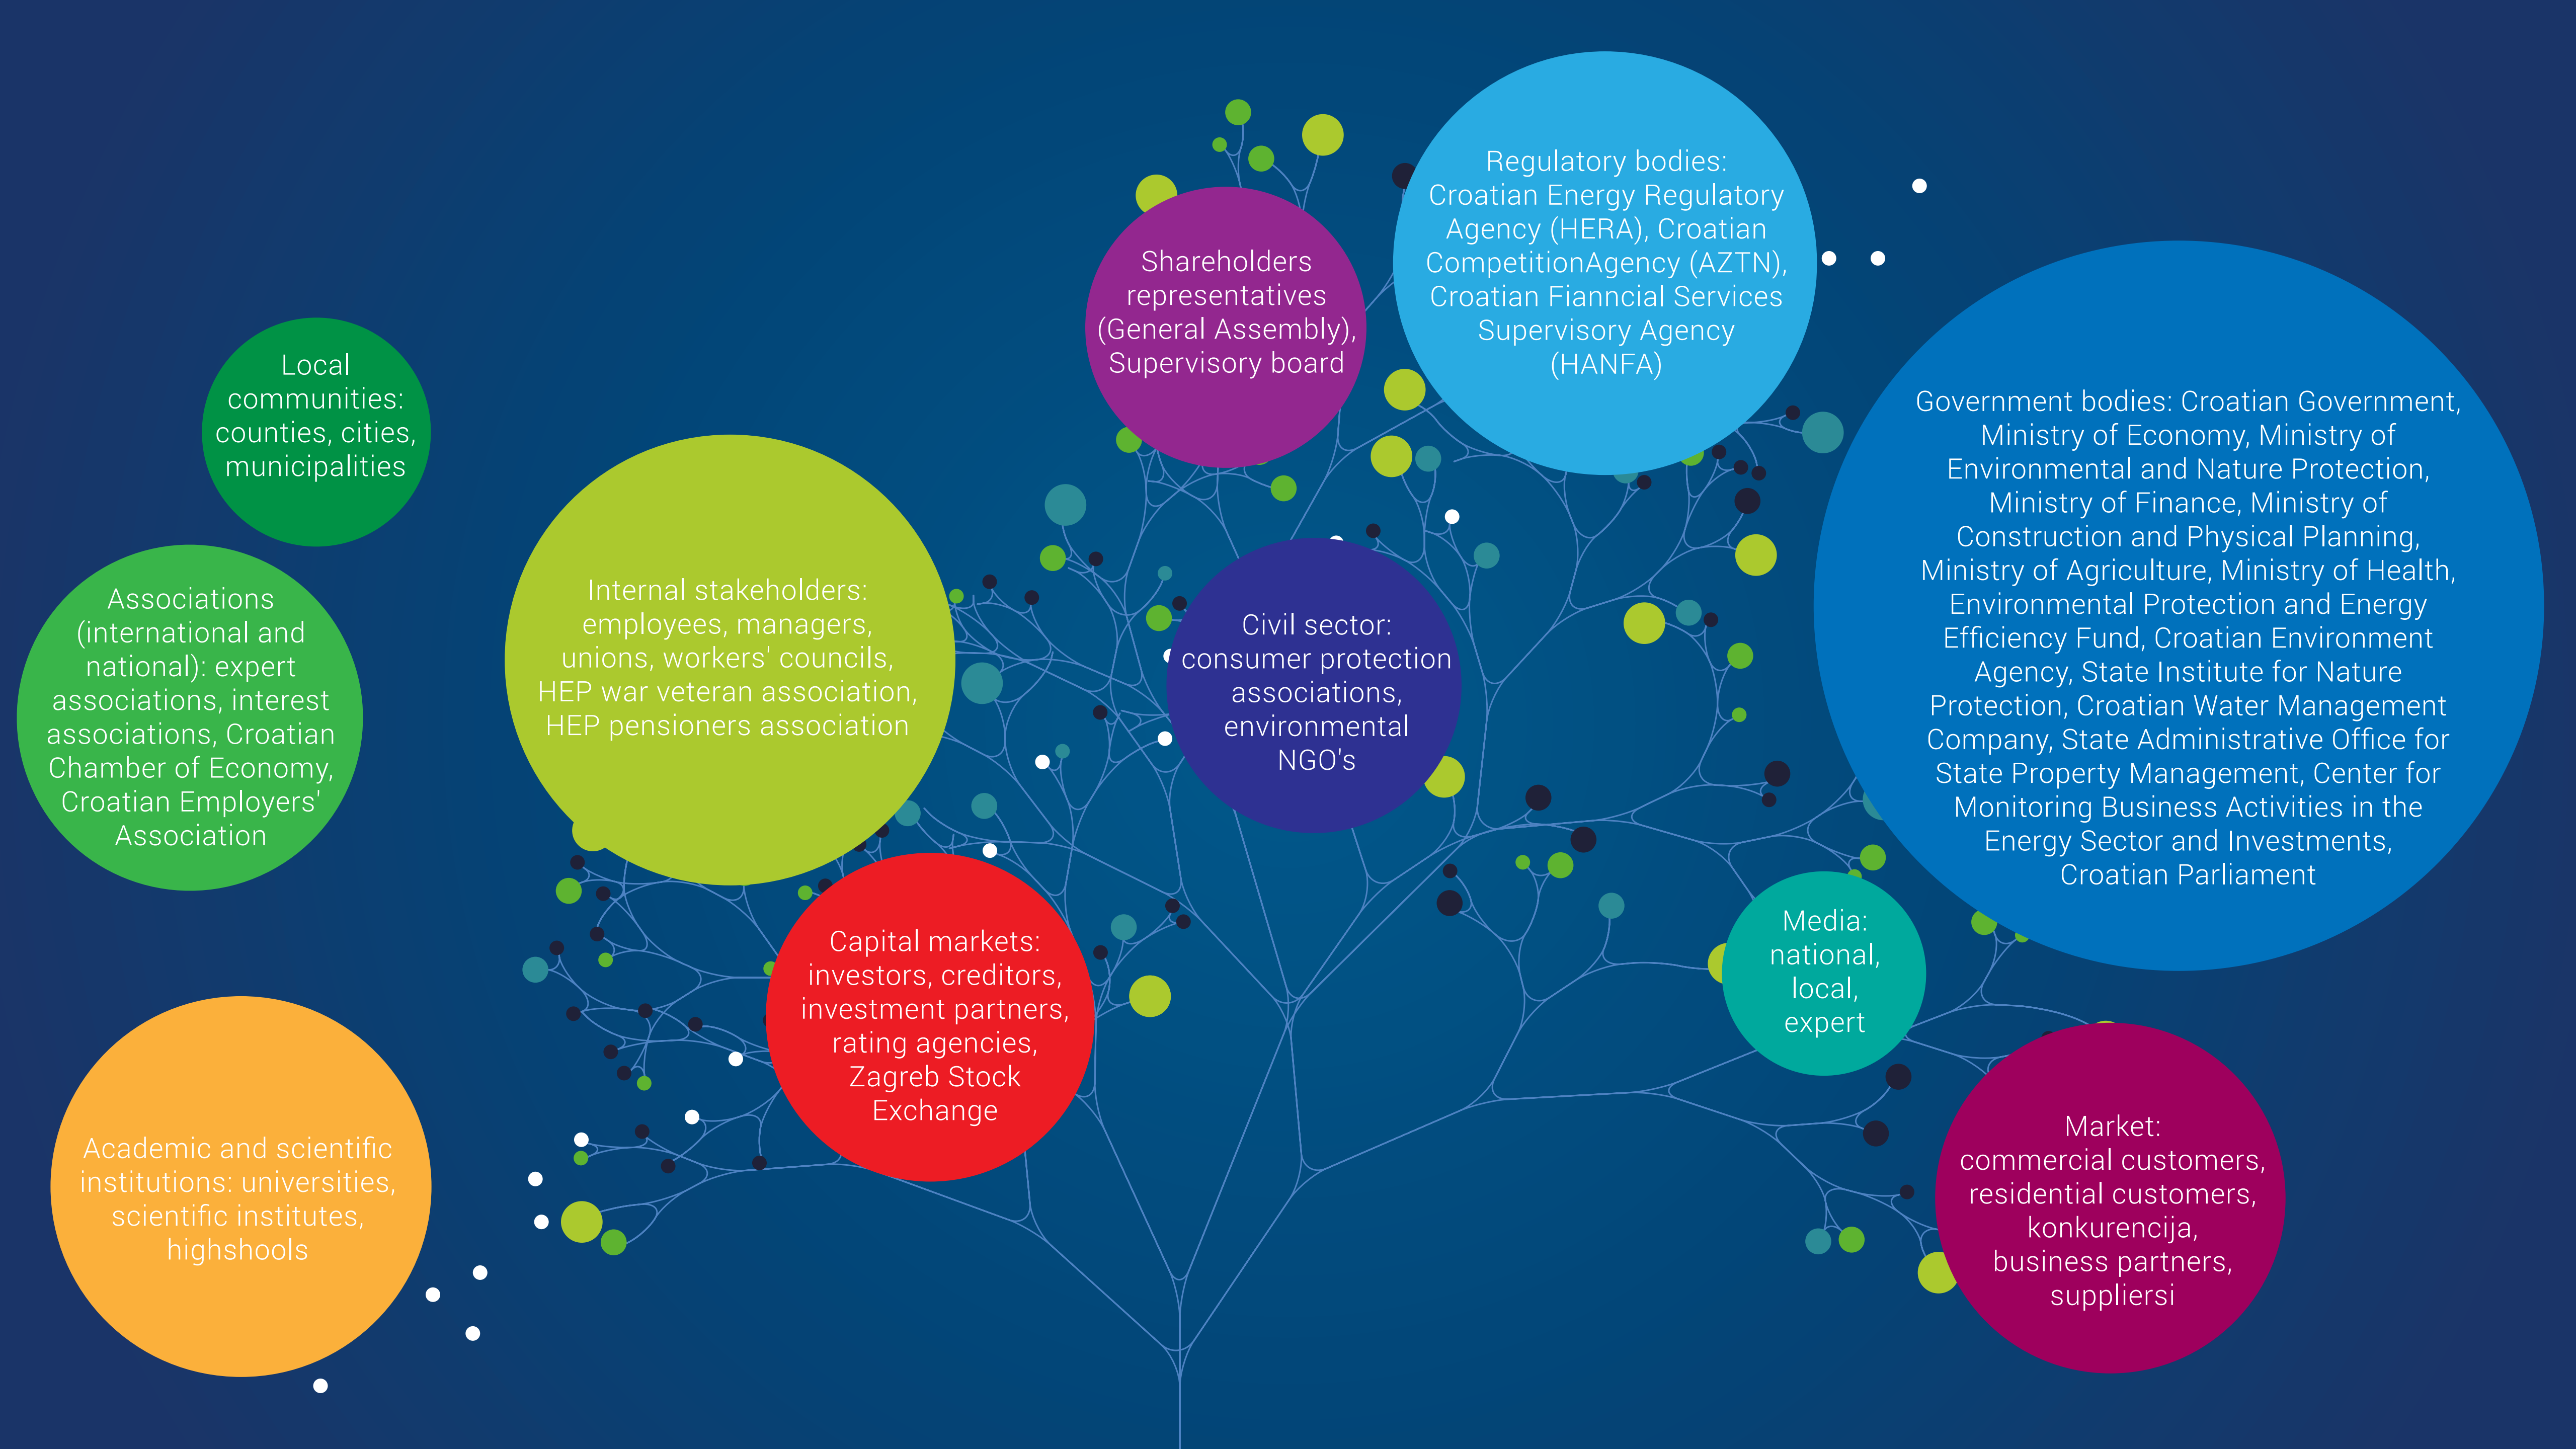 Local
communities:
counties, cities,
municipalities
Associations
(international and
national): expert
associations, interest
associations, Croatian
Chamber of Economy,
Croatian Employers'
Association
Academic and scientific
institutions: universities,
scientific institutes,
highshools
Internal stakeholders:
employees, managers,
unions, workers' councils,
HEP war veteran association,
HEP pensioners association
Capital markets:
investors, creditors,
investment partners,
rating agencies,
Zagreb Stock
Exchange
Shareholders
representatives
(General Assembly),
Supervisory board
Civil sector:
consumer protection
associations,
environmental
NGO's
Regulatory bodies:
Croatian Energy Regulatory
Agency (HERA), Croatian
CompetitionAgency (AZTN),
Croatian Fianncial Services
Supervisory Agency
(HANFA)
Government bodies: Croatian Government,
Ministry of Economy, Ministry of
Environmental and Nature Protection,
Ministry of Finance, Ministry of
Construction and Physical Planning,
Ministry of Agriculture, Ministry of Health,
Environmental Protection and Energy
Efficiency Fund, Croatian Environment
Agency, State Institute for Nature
Protection, Croatian Water Management
Company, State Administrative Office for
State Property Management, Center for
Monitoring Business Activities in the
Energy Sector and Investments,
Croatian Parliament
Media:
national,
local,
expert
Market:
commercial customers,
residential customers,
konkurencija,
business partners,
suppliersi